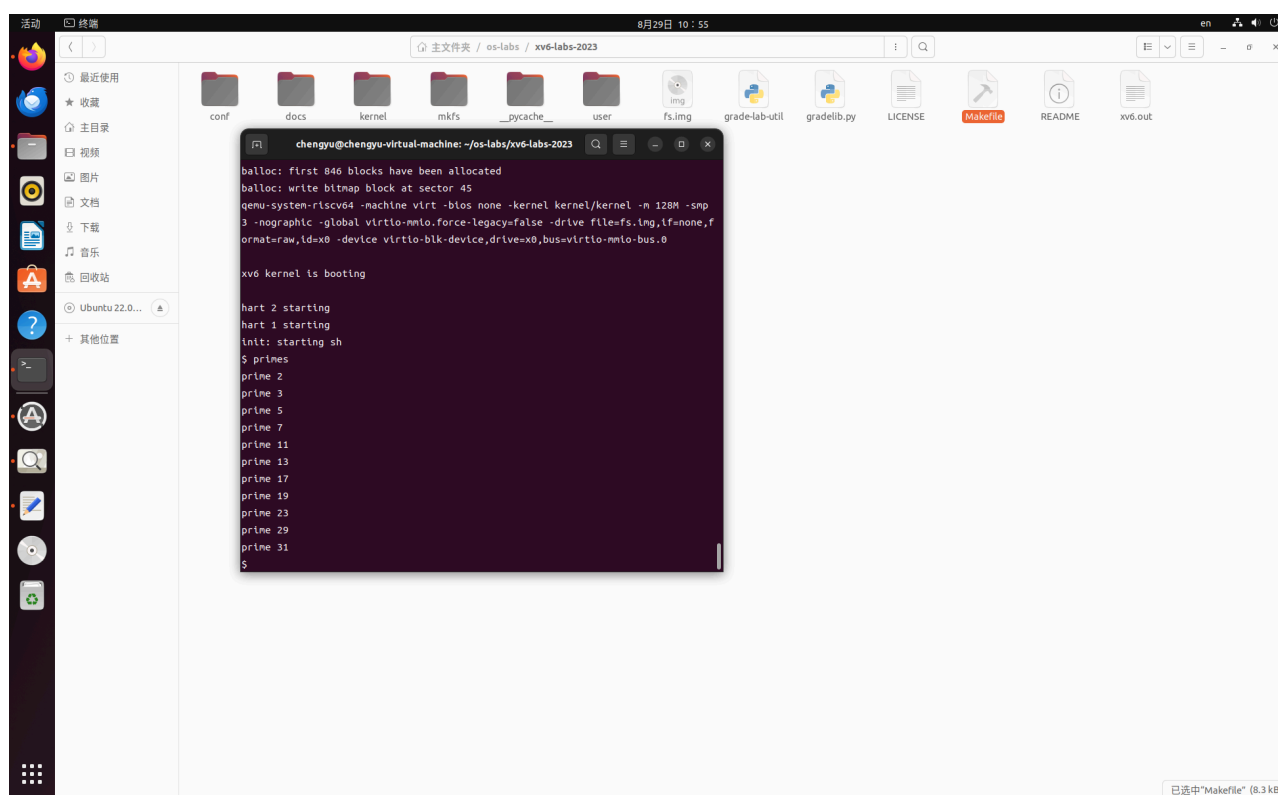 活动
终端
8月29日 10：55
en
主文件夹 / os-labs / xv6-labs-2023
最近使用
收藏
主目录
视频
图片
文档
下载
音乐
回收站
Ubuntu 22.0...
+ 其他位置
conf
docs
kernel
mkfs
__pycache__
user
img
fs.img
grade-lab-util
gradelib.py
LICENSE
Makefile
README
xv6.out
chengyu@chengyu-virtual-machine: ~/os-labs/xv6-labs-2023
balloc: first 846 blocks have been allocated
balloc: write bitmap block at sector 45
qemu-system-riscv64 -machine virt -bios none -kernel kernel/kernel -m 128M -smp
3 -nographic -global virtio-mmio.force-legacy=false -drive file=fs.img,if=none,f
ormat=raw,id=x0 -device virtio-blk-device,drive=x0,bus=virtio-mmio-bus.0
xv6 kernel is booting
hart 2 starting
hart 1 starting
init: starting sh
$ primes
prime 2
prime 3
prime 5
prime 7
prime 11
prime 13
prime 17
prime 19
prime 23
prime 29
prime 31
$
已选中"Makefile" (8.3 kB